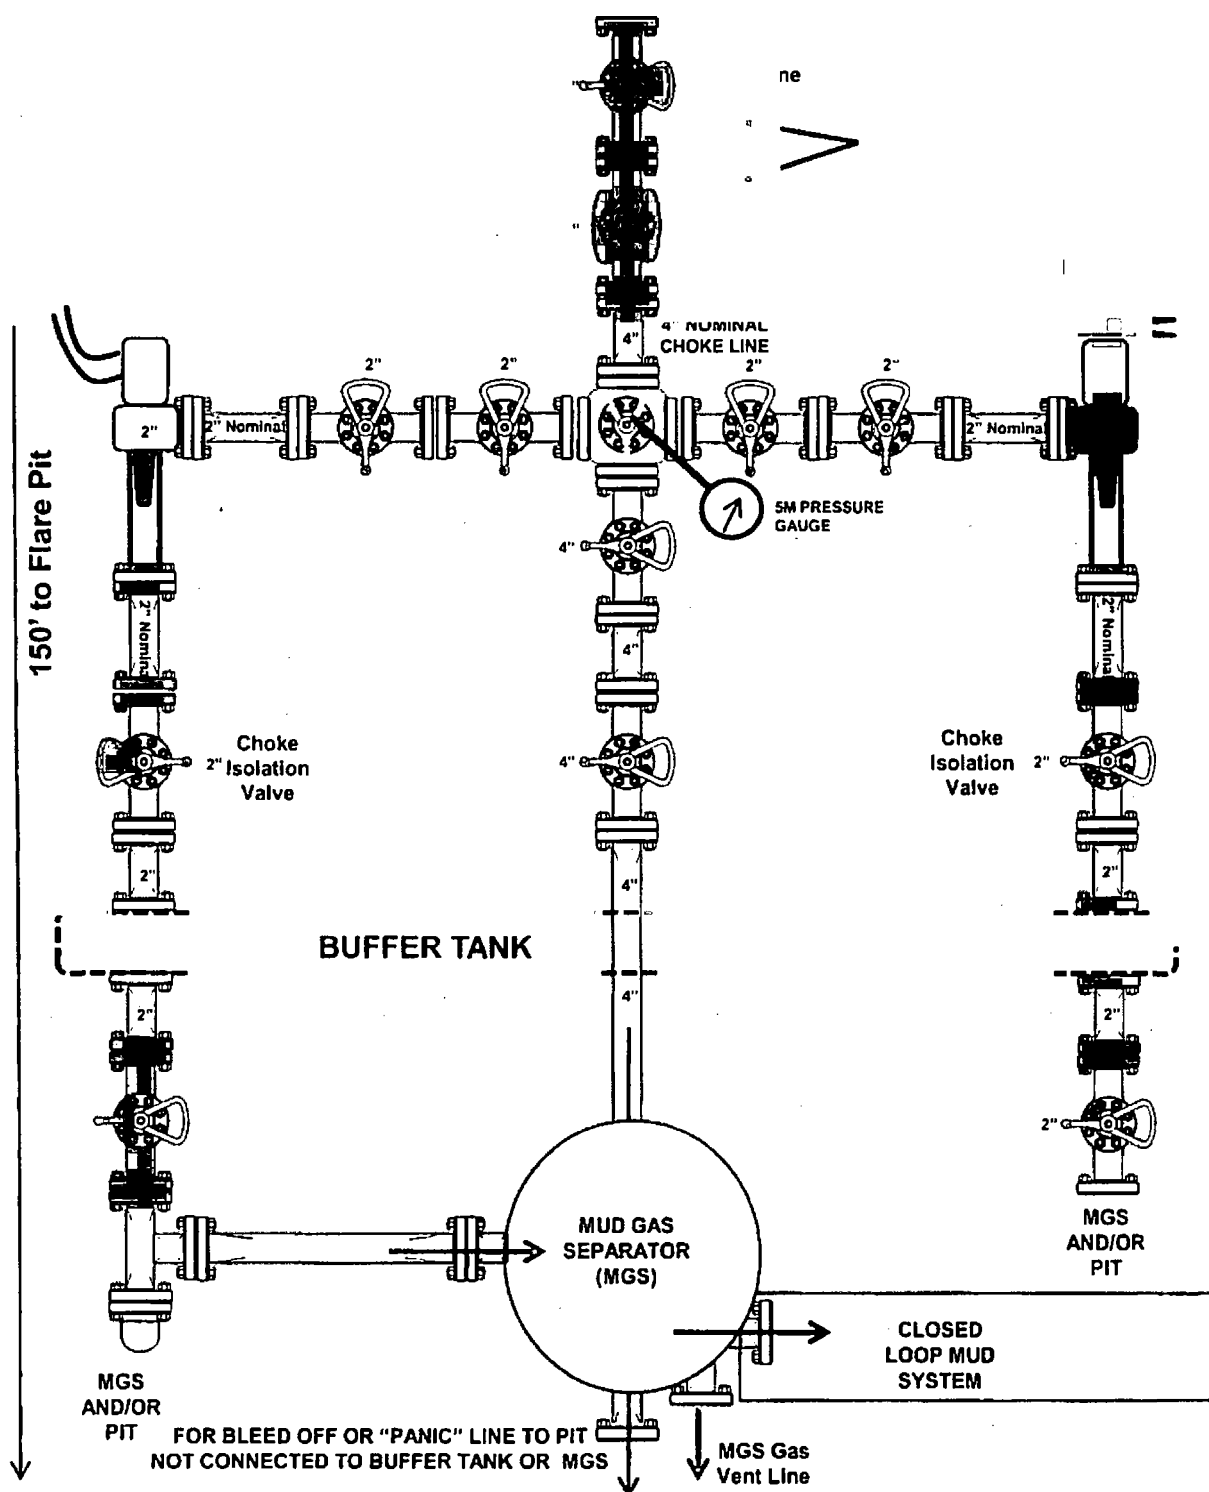 ne
4" NOMINAL
CHOKE LINE
4"
2"
2"
2"
2"
2"
2" Nominal
2" Nominal
5M PRESSURE
GAUGE
4"
150' to Flare Pit
2" Nominal
2" Nominal
4"
Choke
Isolation
Valve
2"
4"
Choke
Isolation
Valve
2"
2"
4"
2"
BUFFER TANK
2"
4"
2"
2"
MUD GAS
SEPARATOR
(MGS)
MGS
AND/OR
PIT
CLOSED
LOOP MUD
SYSTEM
MGS
AND/OR
PIT
FOR BLEED OFF OR "PANIC" LINE TO PIT
NOT CONNECTED TO BUFFER TANK OR MGS
MGS Gas
Vent Line